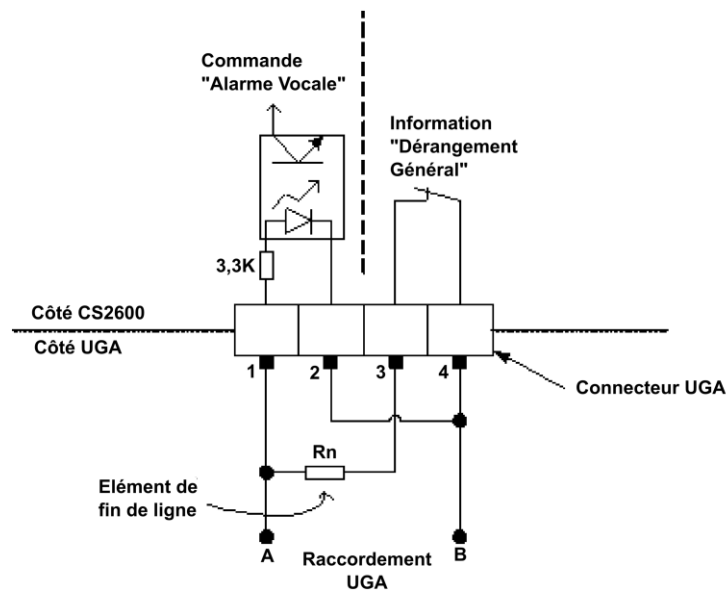 Commande
"Alarme Vocale"
Information
"Dérangement
Général"
3,3K
Côté CS2600
Côté UGA
1
2
3
4
Connecteur UGA
Rn
Elément de
fin de ligne
A
Raccordement
UGA
B